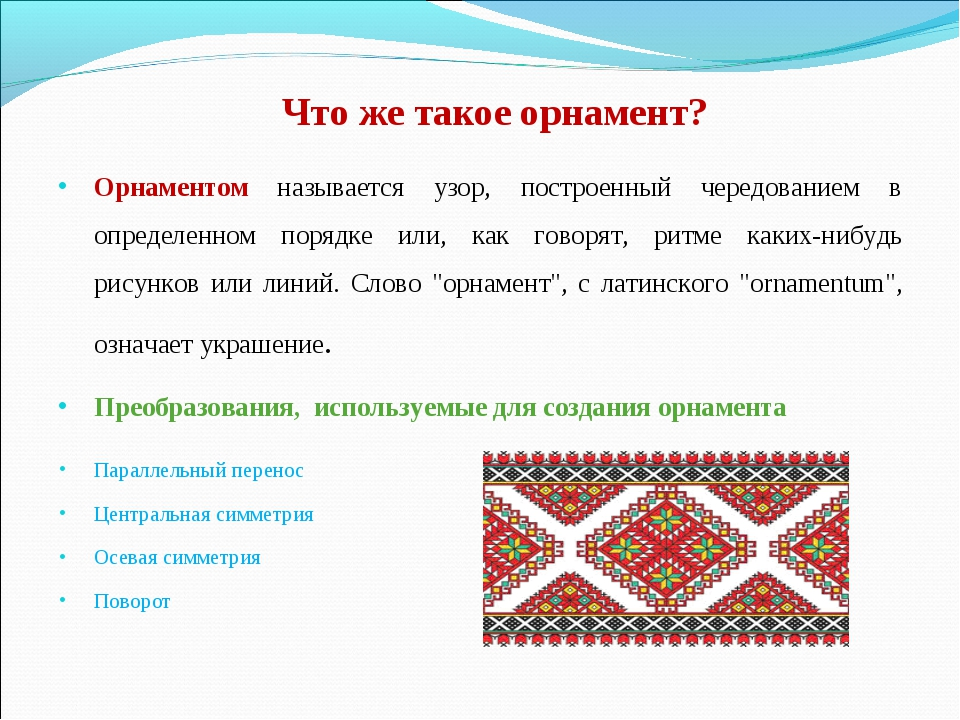 Что же такое орнамент?
• Орнаментом называется узор, построенный чередованием в
определенном порядке или, как говорят, ритме каких-нибудь
рисунков или линий. Слово "орнамент", с латинского "ornamentum",
означает украшение.
• Преобразования, используемые для создания орнамента
• Параллельный перенос
• Центральная симметрия
• Осевая симметрия
• Поворот